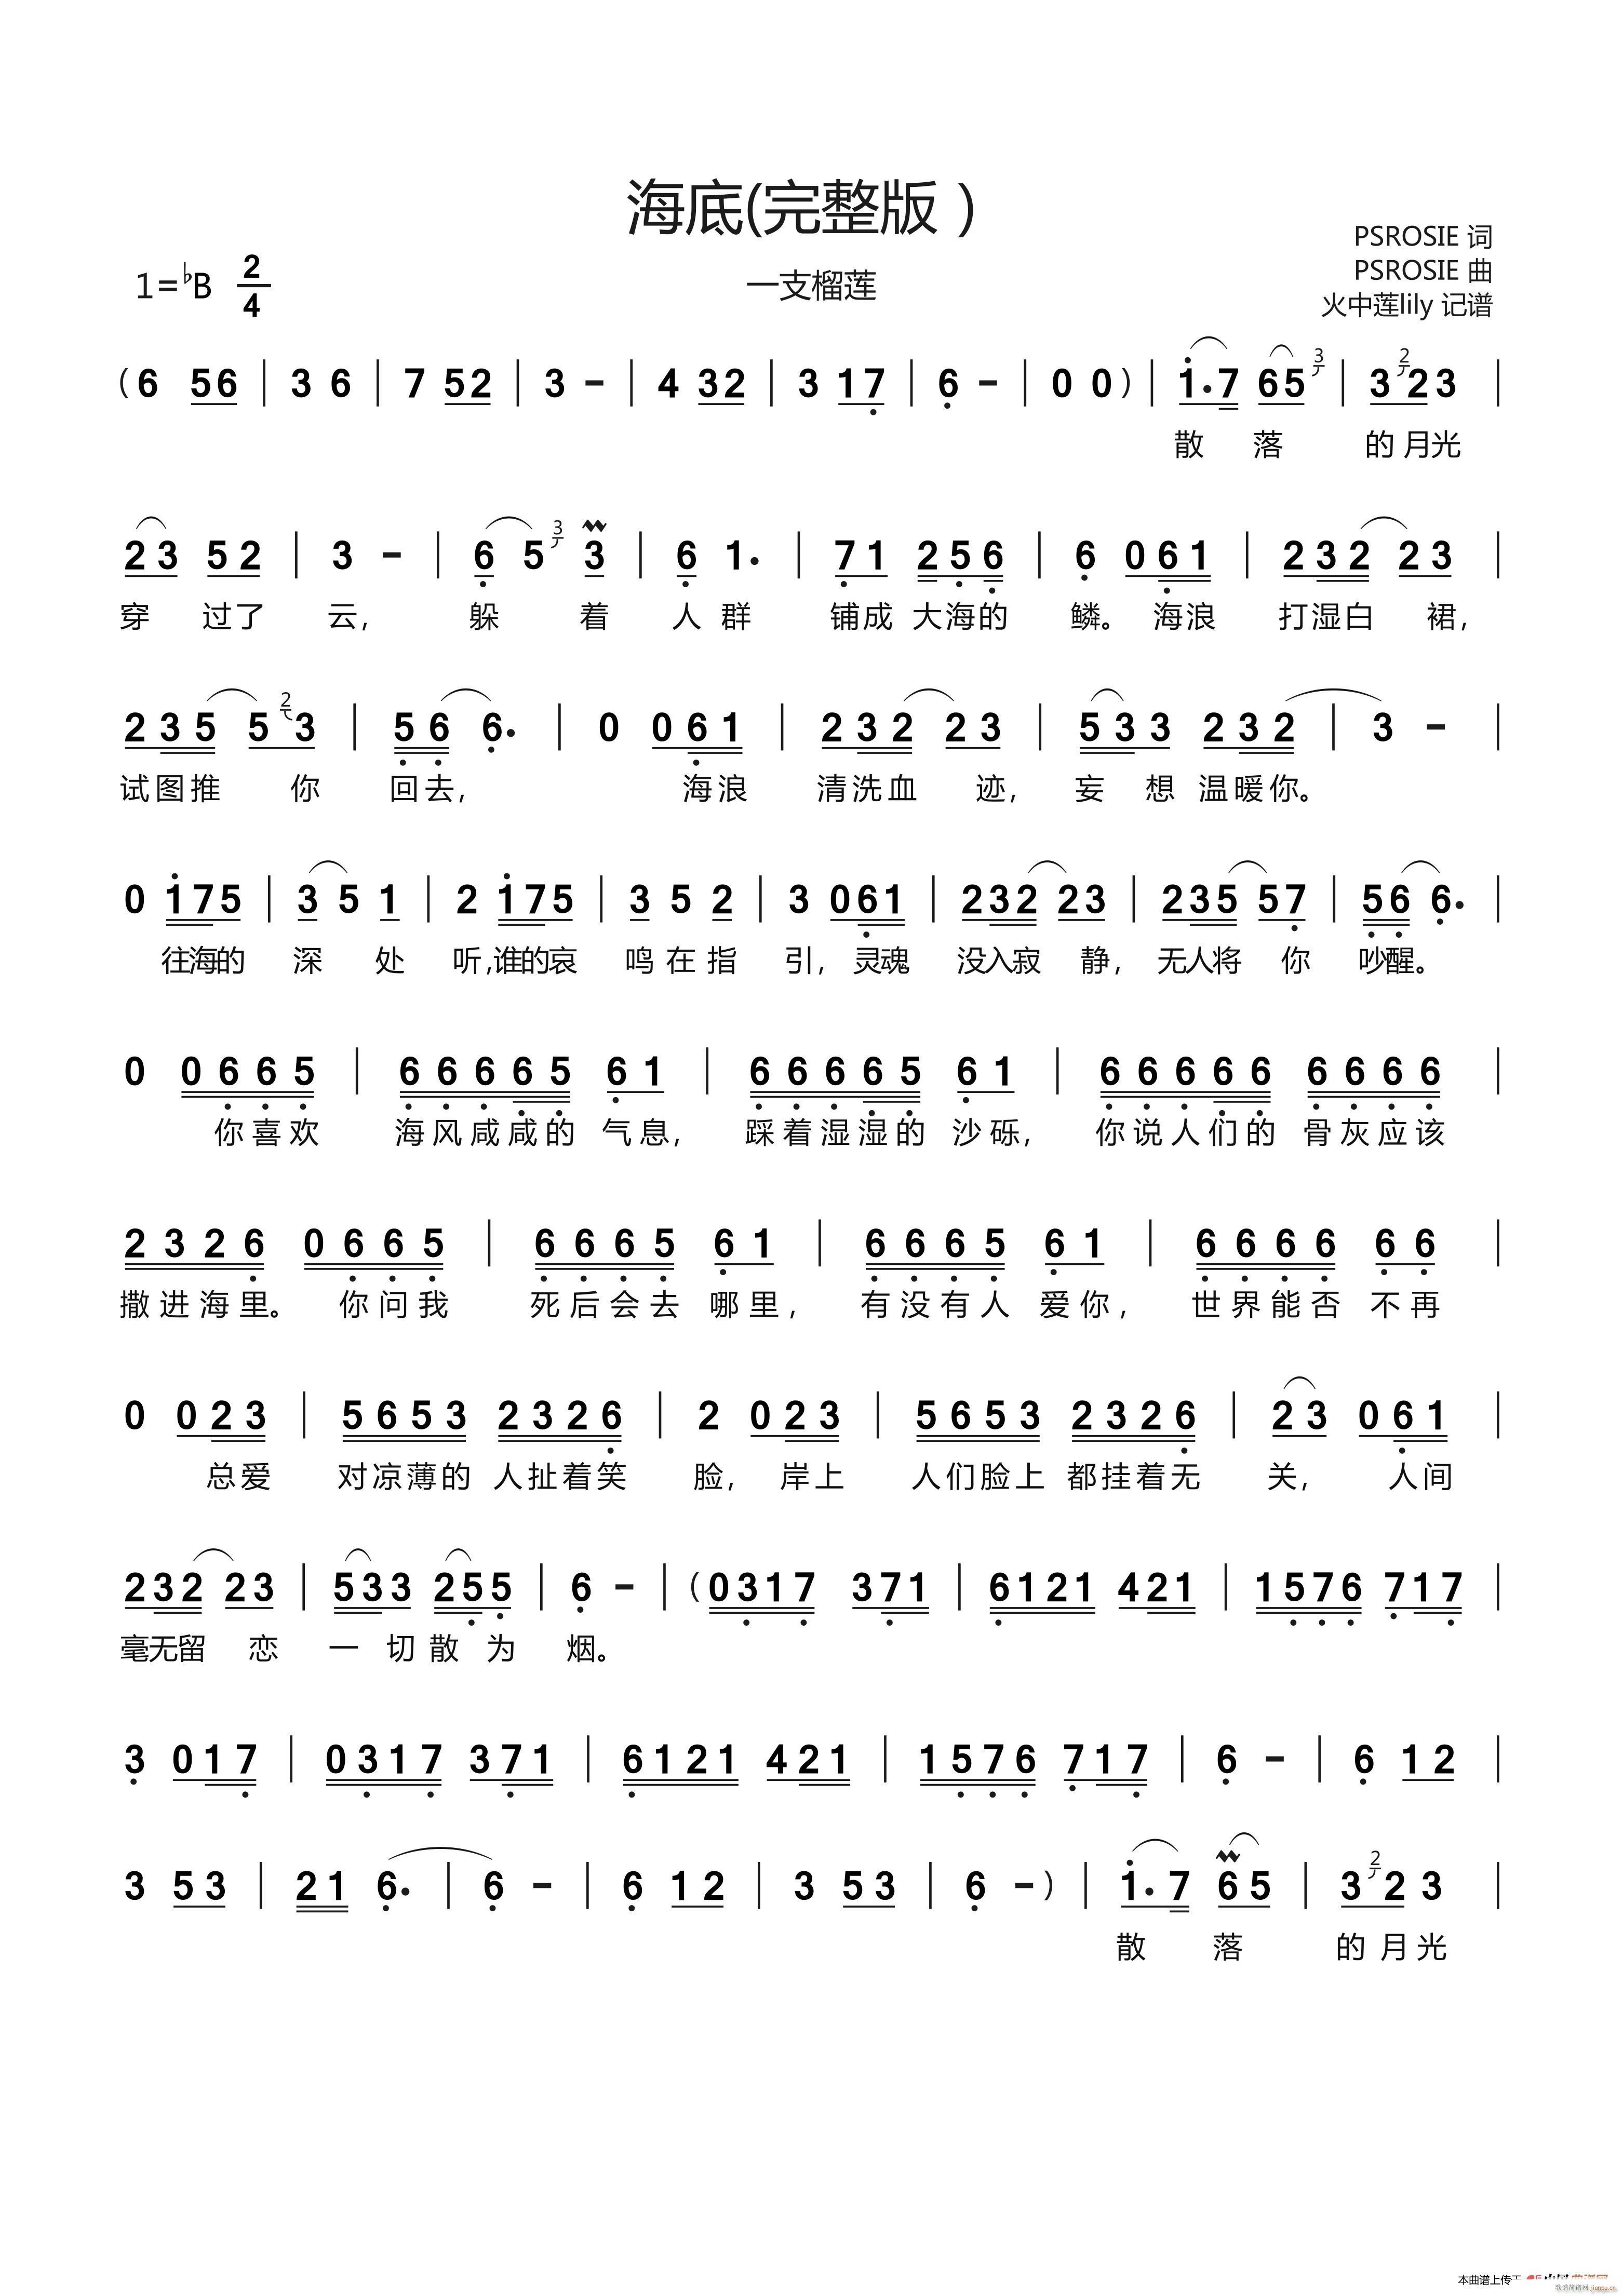 海底(完整版)
PSROSIE 词
1=♭B 2/4
一支榴莲
PSROSIE 曲
火中莲lily 记谱
(6 56 | 3 6 | 7 52 | 3 - | 4 32 | 3 17 | 6 - | 0 0) | 1·7 65 3 | 3 2 23 |
散 落 的月光
23 52 | 3 - | 6 5 3 3 | 6 1· | 71 256 | 6 061 | 232 23 |
穿 过了 云, 躲 着 人群 铺成 大海的 鳞。 海浪 打湿白 裙,
235 5 2 3 | 56 6· | 0 061 | 232 23 | 533 232 | 3 - |
试图推 你 回去, 海浪 清洗血 迹, 妄 想 温暖你。
0 175 | 3 5 1 | 2 175 | 3 5 2 | 3 061 | 232 23 | 235 57 | 56 6· |
往海的 深 处 听,谁的哀 鸣在指 引, 灵魂 没入寂 静, 无人将 你 吵醒。
0 0665 | 66665 61 | 66665 61 | 66666 6666 |
你喜欢 海风咸咸的 气息, 踩着湿湿的 沙砾, 你说人们的 骨灰应该
2326 0665 | 6665 61 | 6665 61 | 6666 66 |
撒进海里。 你问我 死后会去 哪里, 有没有人 爱你, 世界能否 不再
0 023 | 5653 2326 | 2 023 | 5653 2326 | 23 061 |
总爱 对凉薄的 人扯着笑 脸, 岸上 人们脸上 都挂着无 关, 人间
232 23 | 533 255 | 6 - | (0317 371 | 6121 421 | 1576 717 |
毫无留 恋 一 切散 为 烟。
3 017 | 0317 371 | 6121 421 | 1576 717 | 6 - | 6 12 |
3 53 | 21 6· | 6 - | 6 12 | 3 53 | 6 -) | 1·7 65 | 3 2 2 3 |
散 落 的月光
本曲谱上传于